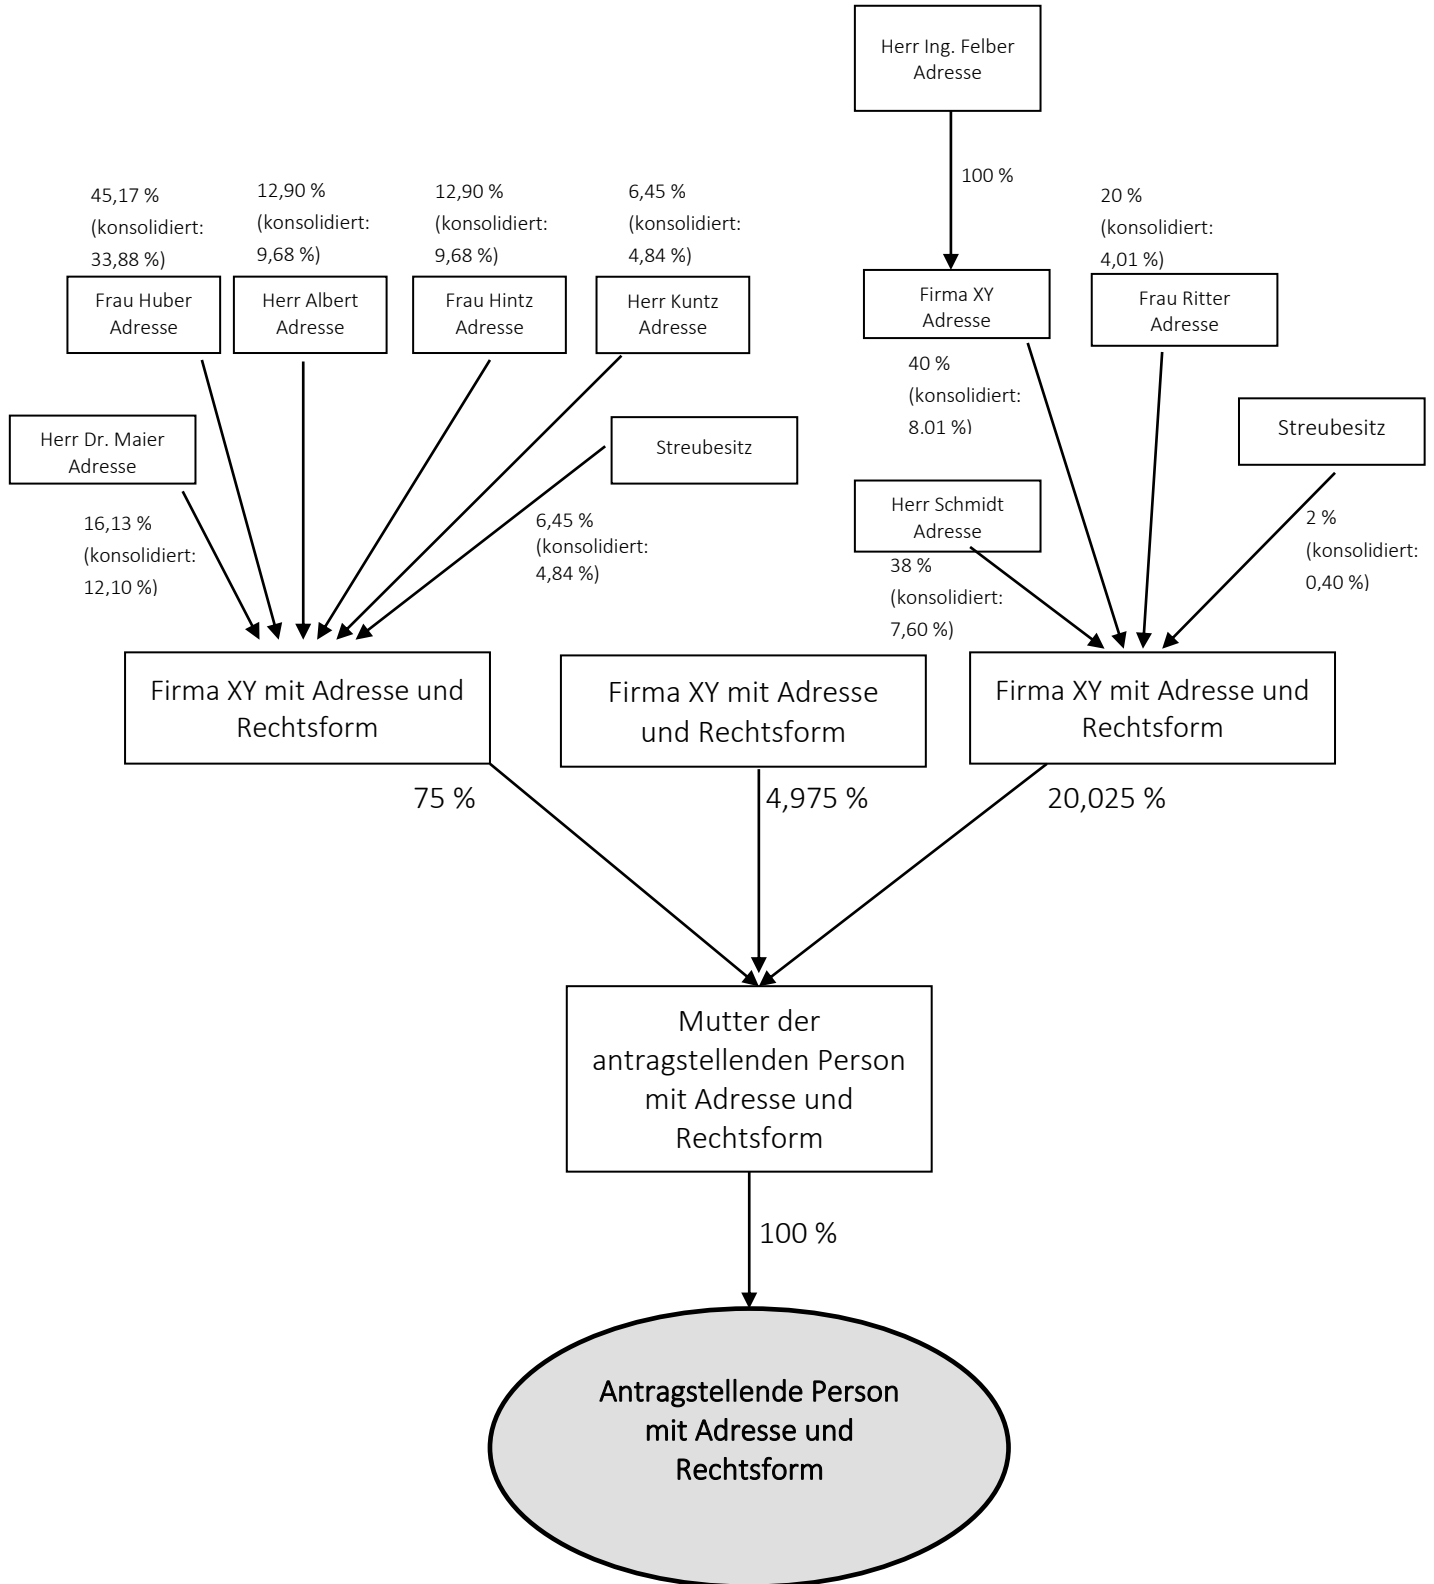 Herr Ing. Felber
Adresse
100 %
45,17 %
(konsolidiert:
33,88 %)
12,90 %
(konsolidiert:
9,68 %)
12,90 %
(konsolidiert:
9,68 %)
6,45 %
(konsolidiert:
4,84 %)
20 %
(konsolidiert:
4,01 %)
Frau Huber
Adresse
Herr Albert
Adresse
Frau Hintz
Adresse
Herr Kuntz
Adresse
Firma XY
Adresse
Frau Ritter
Adresse
40 %
(konsolidiert:
8.01 %)
Herr Dr. Maier
Adresse
Streubesitz
Streubesitz
16,13 %
(konsolidiert:
12,10 %)
6,45 %
(konsolidiert:
4,84 %)
Herr Schmidt
Adresse
38 %
(konsolidiert:
7,60 %)
2 %
(konsolidiert:
0,40 %)
Firma XY mit Adresse und
Rechtsform
Firma XY mit Adresse
und Rechtsform
Firma XY mit Adresse und
Rechtsform
75 %
4,975 %
20,025 %
Mutter der
antragstellenden Person
mit Adresse und
Rechtsform
100 %
Antragstellende Person
mit Adresse und
Rechtsform